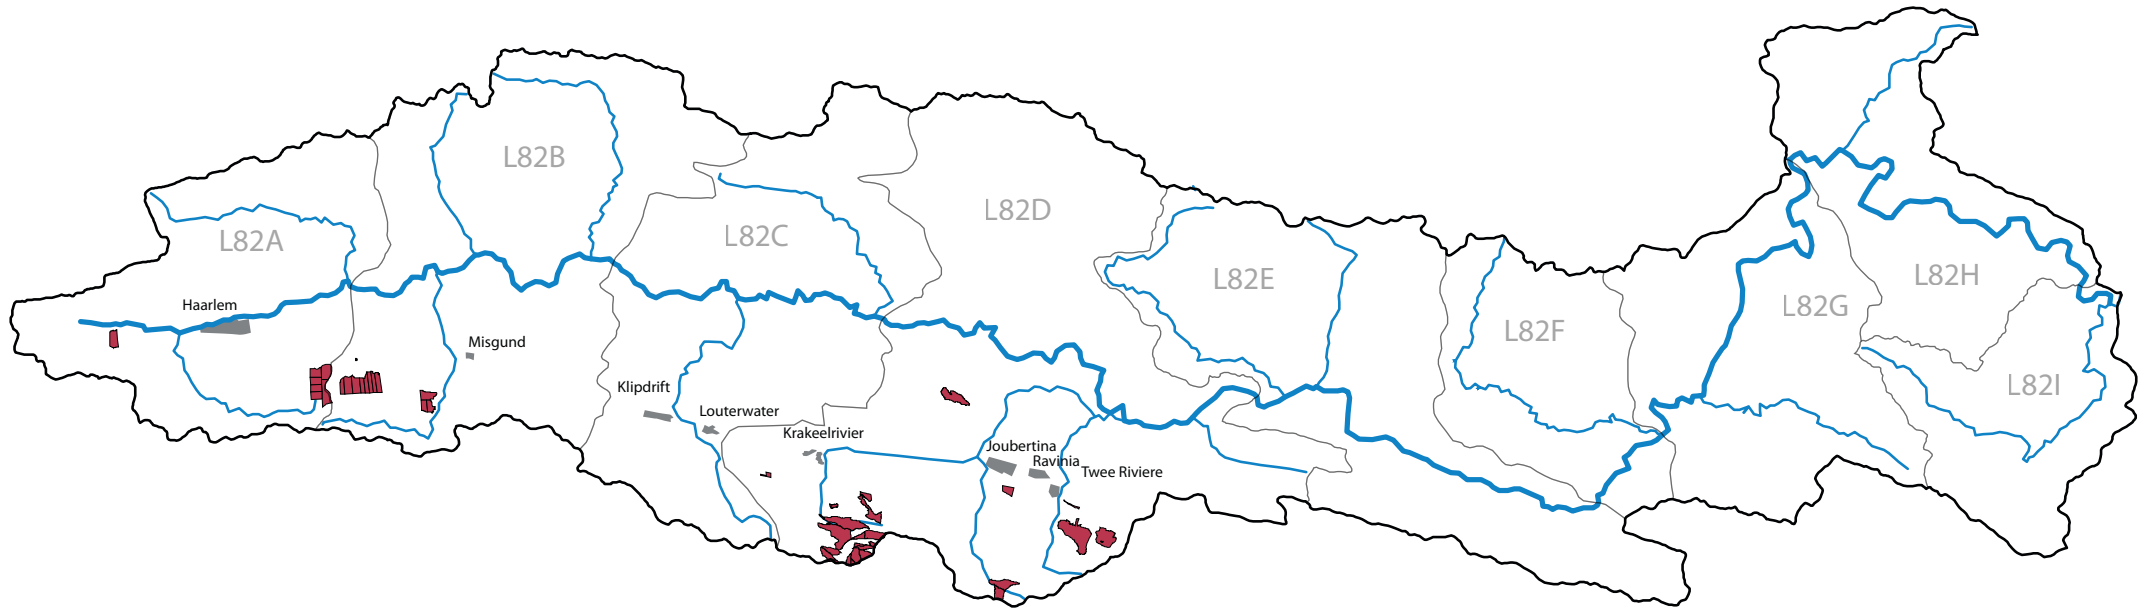 L82B
L82D
L82C
L82A
L82H
L82E
Haarlem
L82G
L82F
Misgund
L82I
Klipdrift
Louterwater
Krakeelrivier
Joubertina
Ravinia
Twee Riviere